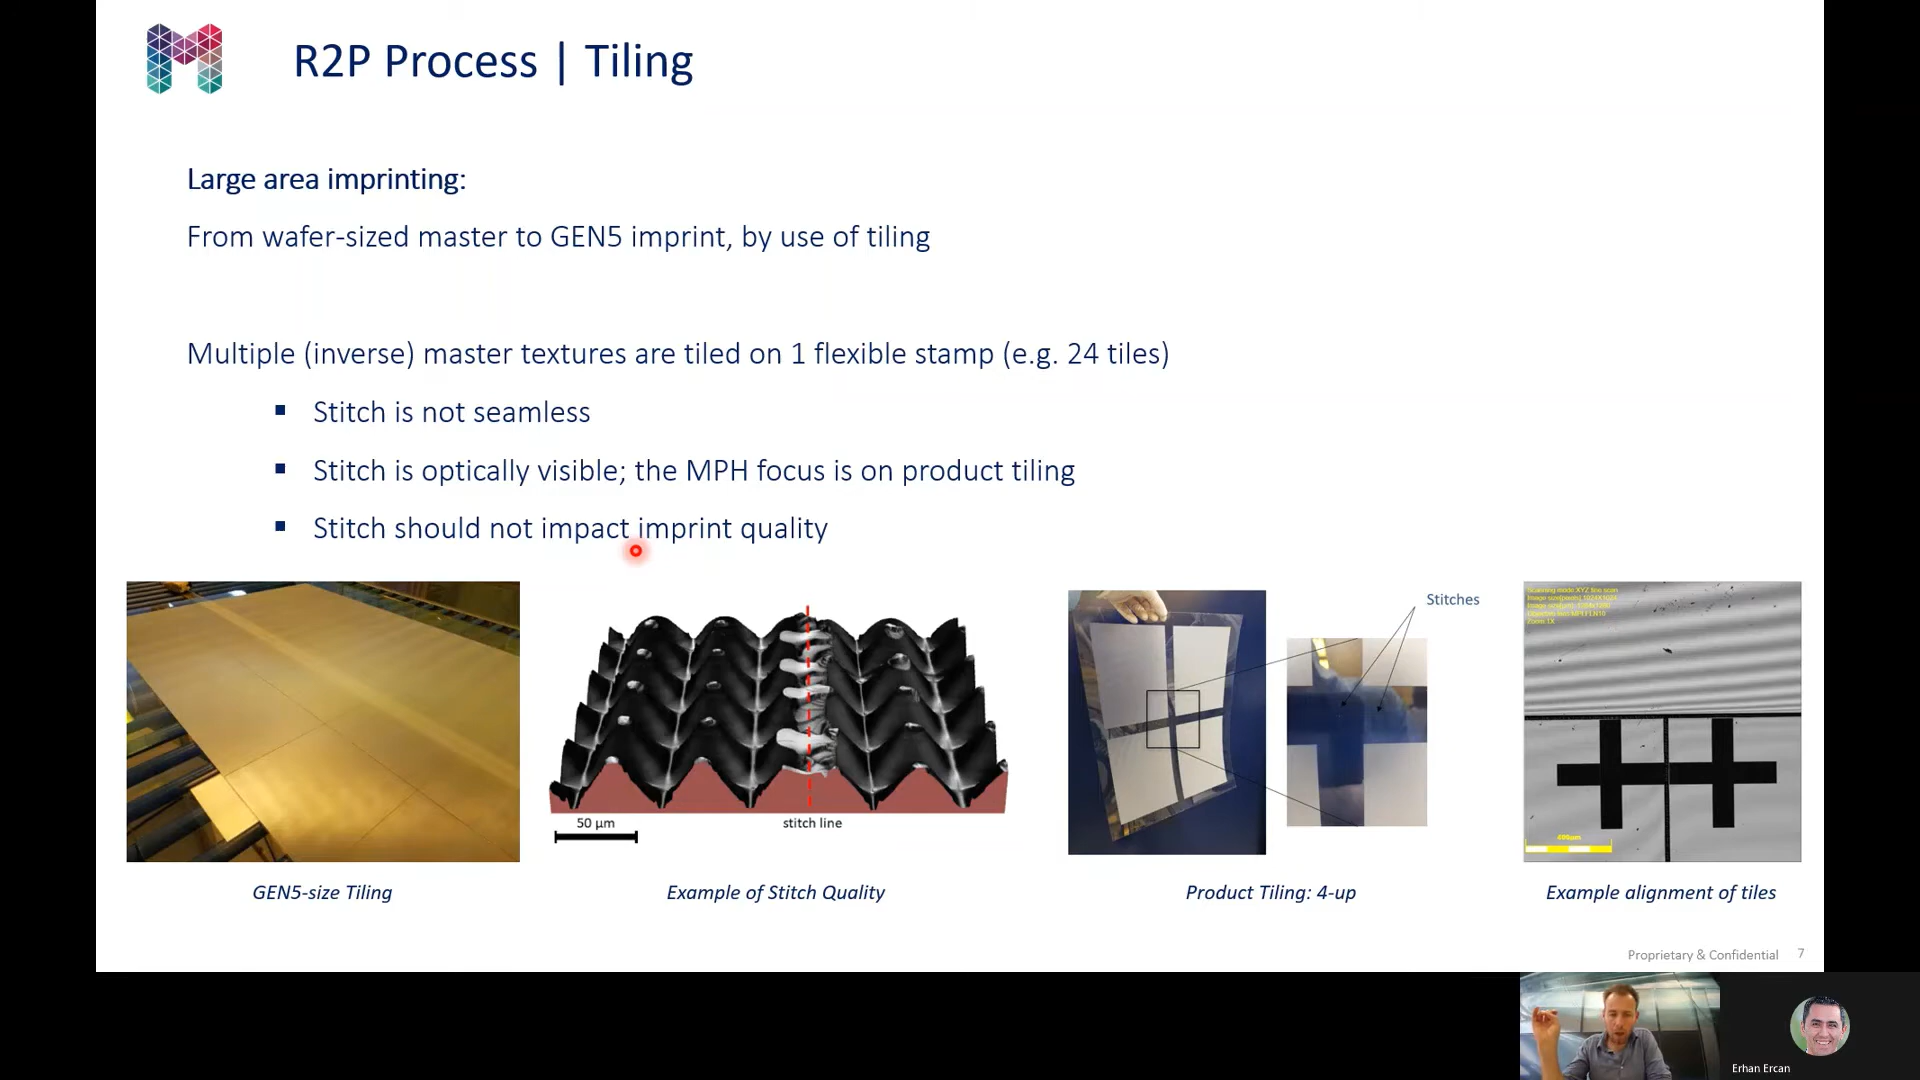 R2P Process | Tiling
Large area imprinting:
From wafer-sized master to GEN5 imprint, by use of tiling
Multiple (inverse) master textures are tiled on 1 flexible stamp (e.g. 24 tiles)
▪ Stitch is not seamless
▪ Stitch is optically visible; the MPH focus is on product tiling
▪ Stitch should not impact imprint quality
Stitches
50 µm
stitch line
GEN5-size Tiling
Example of Stitch Quality
Product Tiling: 4-up
Example alignment of tiles
Proprietary & Confidential 7
Erhan Ercan